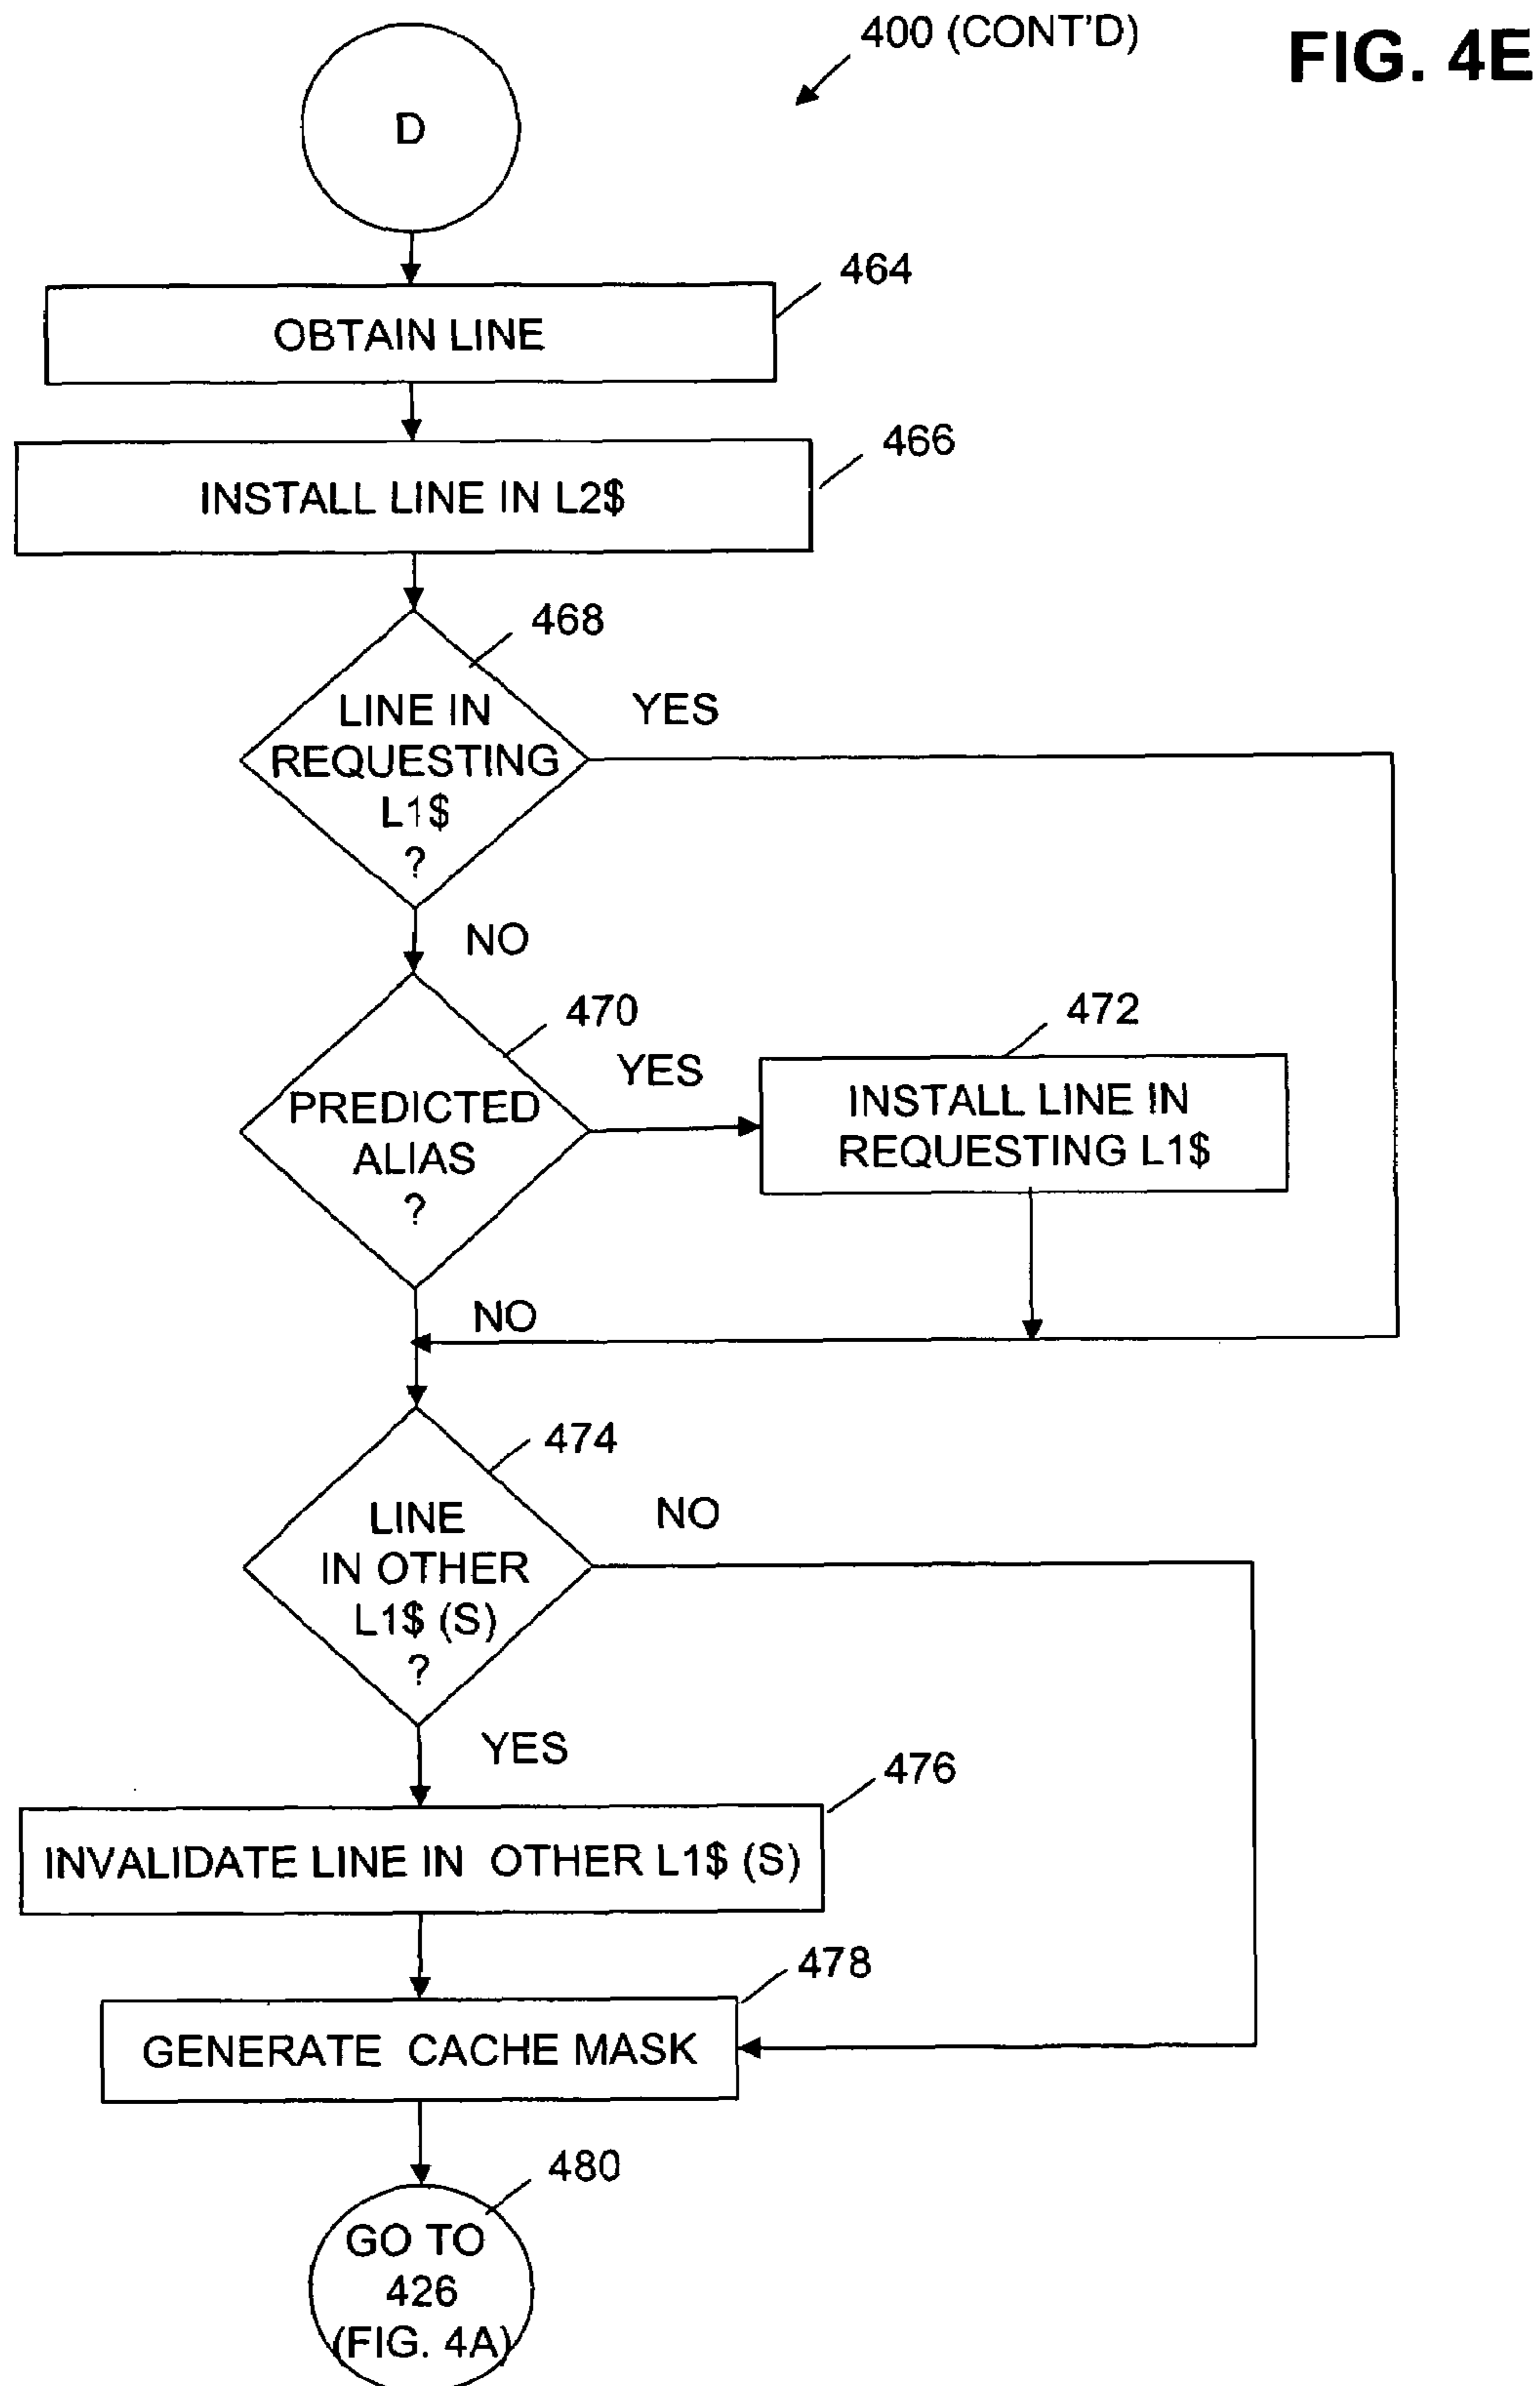 400 (CONT'D)
FIG. 4E
D
464
OBTAIN LINE
466
INSTALL LINE IN L2$
468
LINE IN
REQUESTING
L1$
?
YES
NO
470
PREDICTED
ALIAS
?
YES
472
INSTALL LINE IN
REQUESTING L1$
NO
474
LINE
IN OTHER
L1$ (S)
?
NO
YES
476
INVALIDATE LINE IN OTHER L1$ (S)
478
GENERATE CACHE MASK
480
GO TO
426
(FIG. 4A)